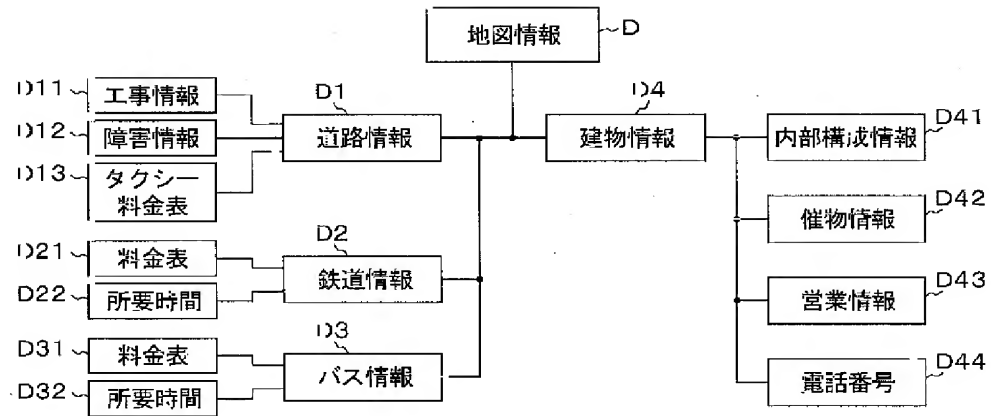 地図情報
D
D11
工事情報
D12
障害情報
D13
タクシー
料金表
D1
道路情報
D4
建物情報
D41
内部構成情報
D42
催物情報
D43
営業情報
D44
電話番号
D21
料金表
D22
所要時間
D2
鉄道情報
D31
料金表
D32
所要時間
D3
バス情報